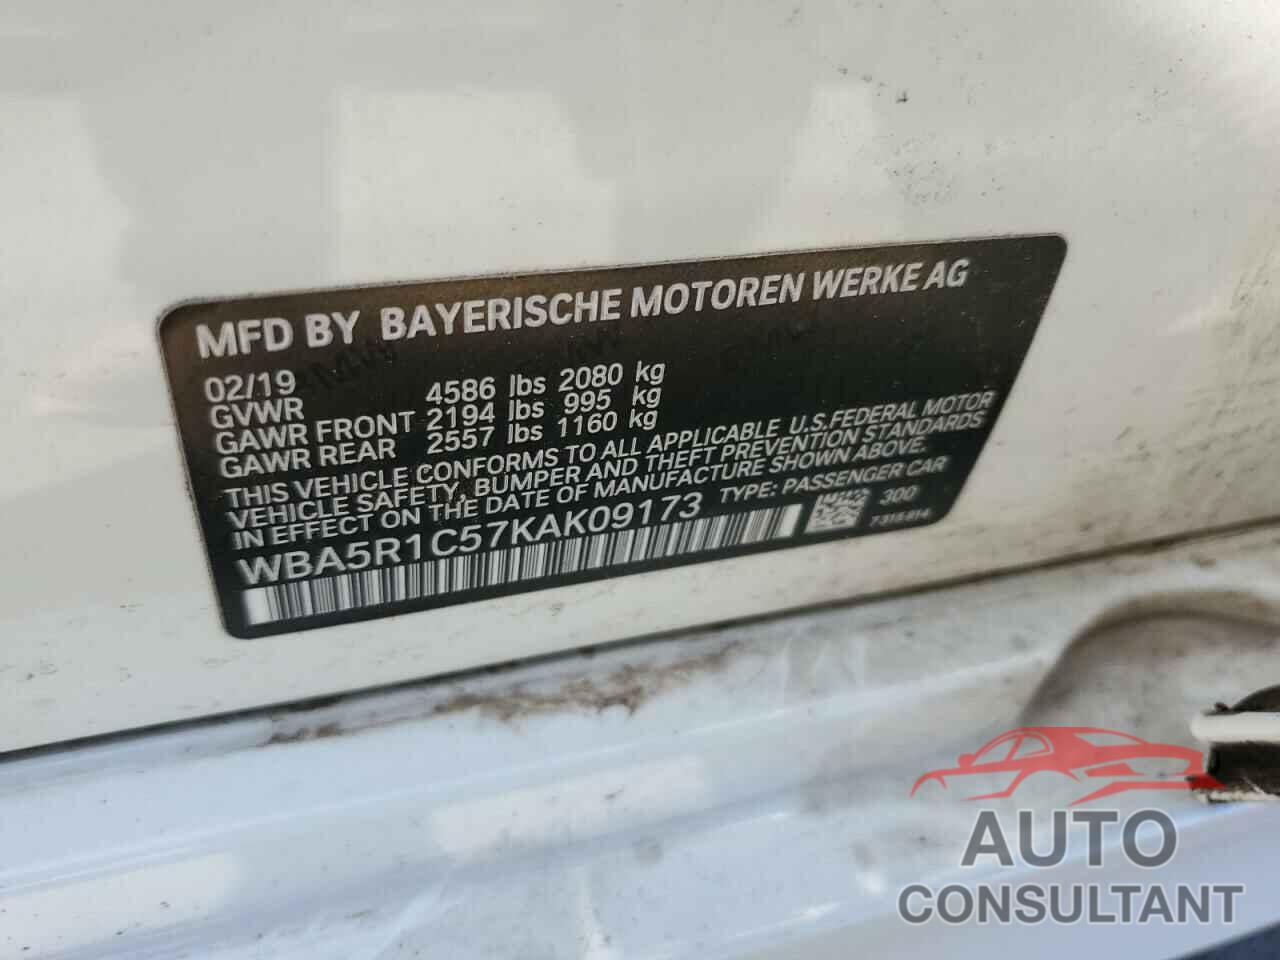 MFD BY BAYERISCHE MOTOREN WERKE AG
02/19
GVWR 4586 lbs 2080 kg
GAWR FRONT 2194 lbs 995 kg
GAWR REAR 2557 lbs 1160 kg
THIS VEHICLE CONFORMS TO ALL APPLICABLE U.S.FEDERAL MOTOR
VEHICLE SAFETY, BUMPER AND THEFT PREVENTION STANDARDS
IN EFFECT ON THE DATE OF MANUFACTURE SHOWN ABOVE.
WBA5R1C57KAK09173 TYPE: PASSENGER CAR
300
AUTO
CONSULTANT